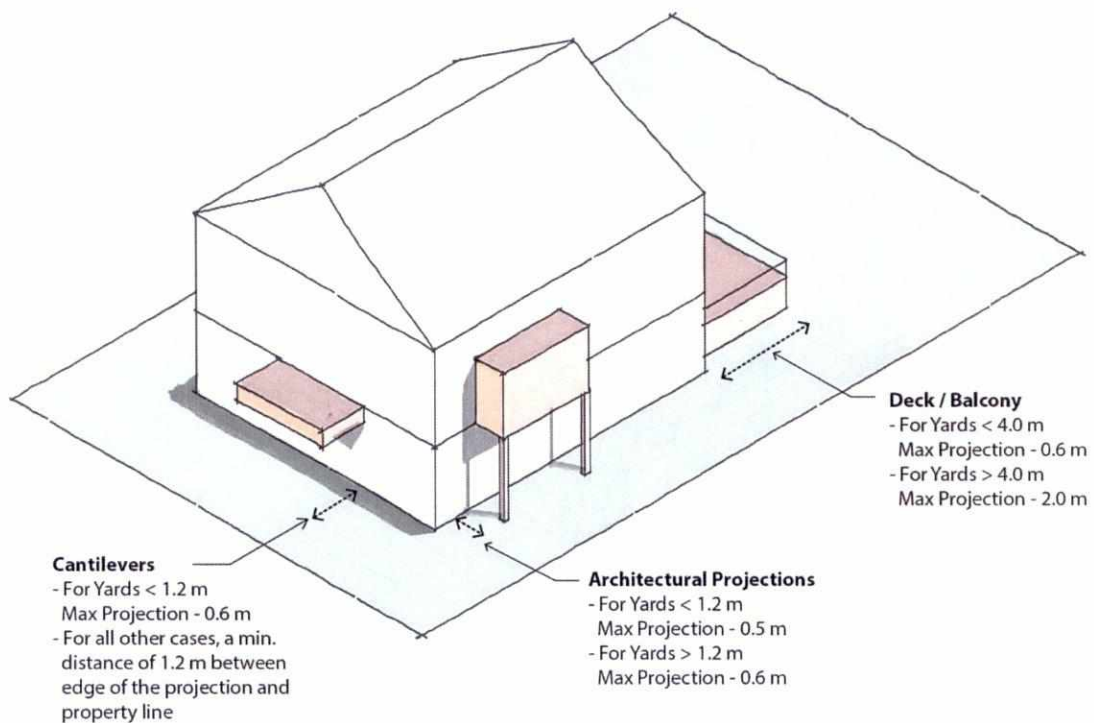 Deck / Balcony
- For Yards < 4.0 m
Max Projection - 0.6 m
- For Yards > 4.0 m
Max Projection - 2.0 m
Cantilevers
- For Yards < 1.2 m
Max Projection - 0.6 m
- For all other cases, a min.
distance of 1.2 m between
edge of the projection and
property line
Architectural Projections
- For Yards < 1.2 m
Max Projection - 0.5 m
- For Yards > 1.2 m
Max Projection - 0.6 m